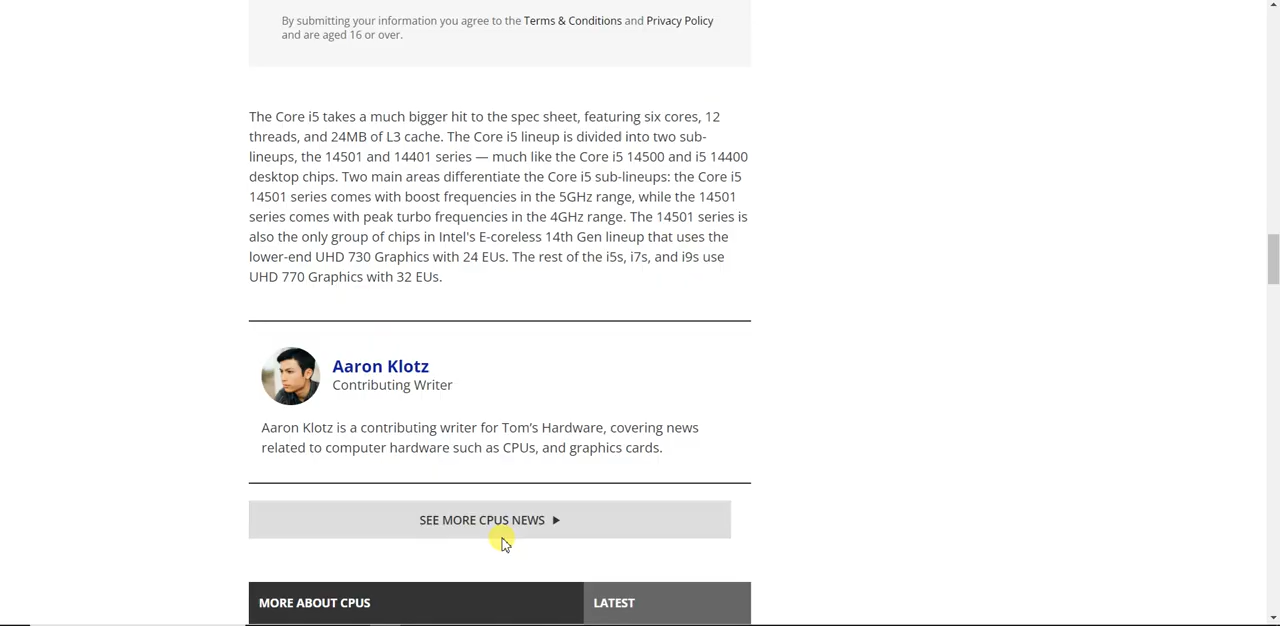 By submitting your information you agree to the Terms & Conditions and Privacy Policy
and are aged 16 or over.
The Core i5 takes a much bigger hit to the spec sheet, featuring six cores, 12
threads, and 24MB of L3 cache. The Core i5 lineup is divided into two sub-
lineups, the 14501 and 14401 series — much like the Core i5 14500 and i5 14400
desktop chips. Two main areas differentiate the Core i5 sub-lineups: the Core i5
14501 series comes with boost frequencies in the 5GHz range, while the 14501
series comes with peak turbo frequencies in the 4GHz range. The 14501 series is
also the only group of chips in Intel's E-coreless 14th Gen lineup that uses the
lower-end UHD 730 Graphics with 24 EUs. The rest of the i5s, i7s, and i9s use
UHD 770 Graphics with 32 EUs.
Aaron Klotz
Contributing Writer
Aaron Klotz is a contributing writer for Tom’s Hardware, covering news
related to computer hardware such as CPUs, and graphics cards.
SEE MORE CPUS NEWS
MORE ABOUT CPUS
LATEST